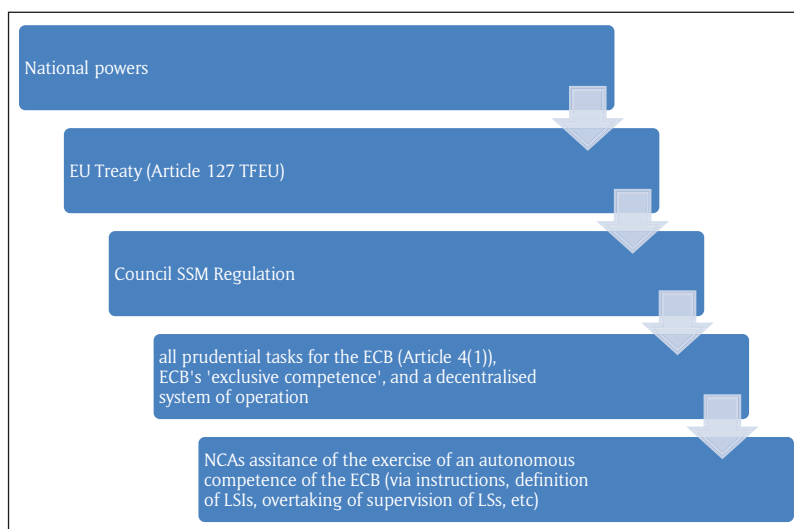 National powers
EU Treaty (Article 127 TFEU)
Council SSM Regulation
all prudential tasks for the ECB (Article 4(1)),
ECB's 'exclusive competence', and a decentralised
system of operation
NCAs assitance of the exercise of an autonomous
competence of the ECB (via instructions, definition
of LSIs, overtaking of supervision of LSs, etc)